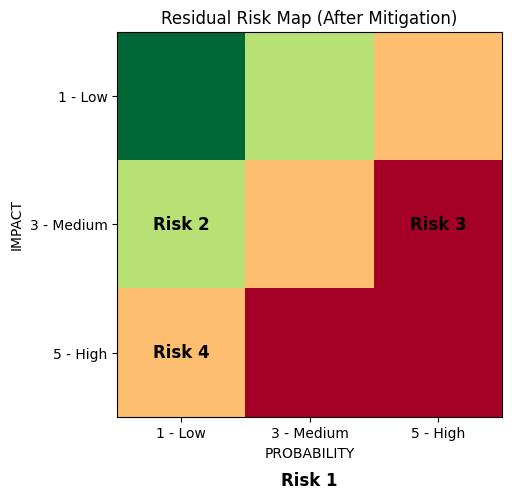 Residual Risk Map (After Mitigation)
1 - Low
IMPACT
3 - Medium
Risk 2
Risk 3
5 - High
Risk 4
1 - Low
3 - Medium
5 - High
PROBABILITY
Risk 1